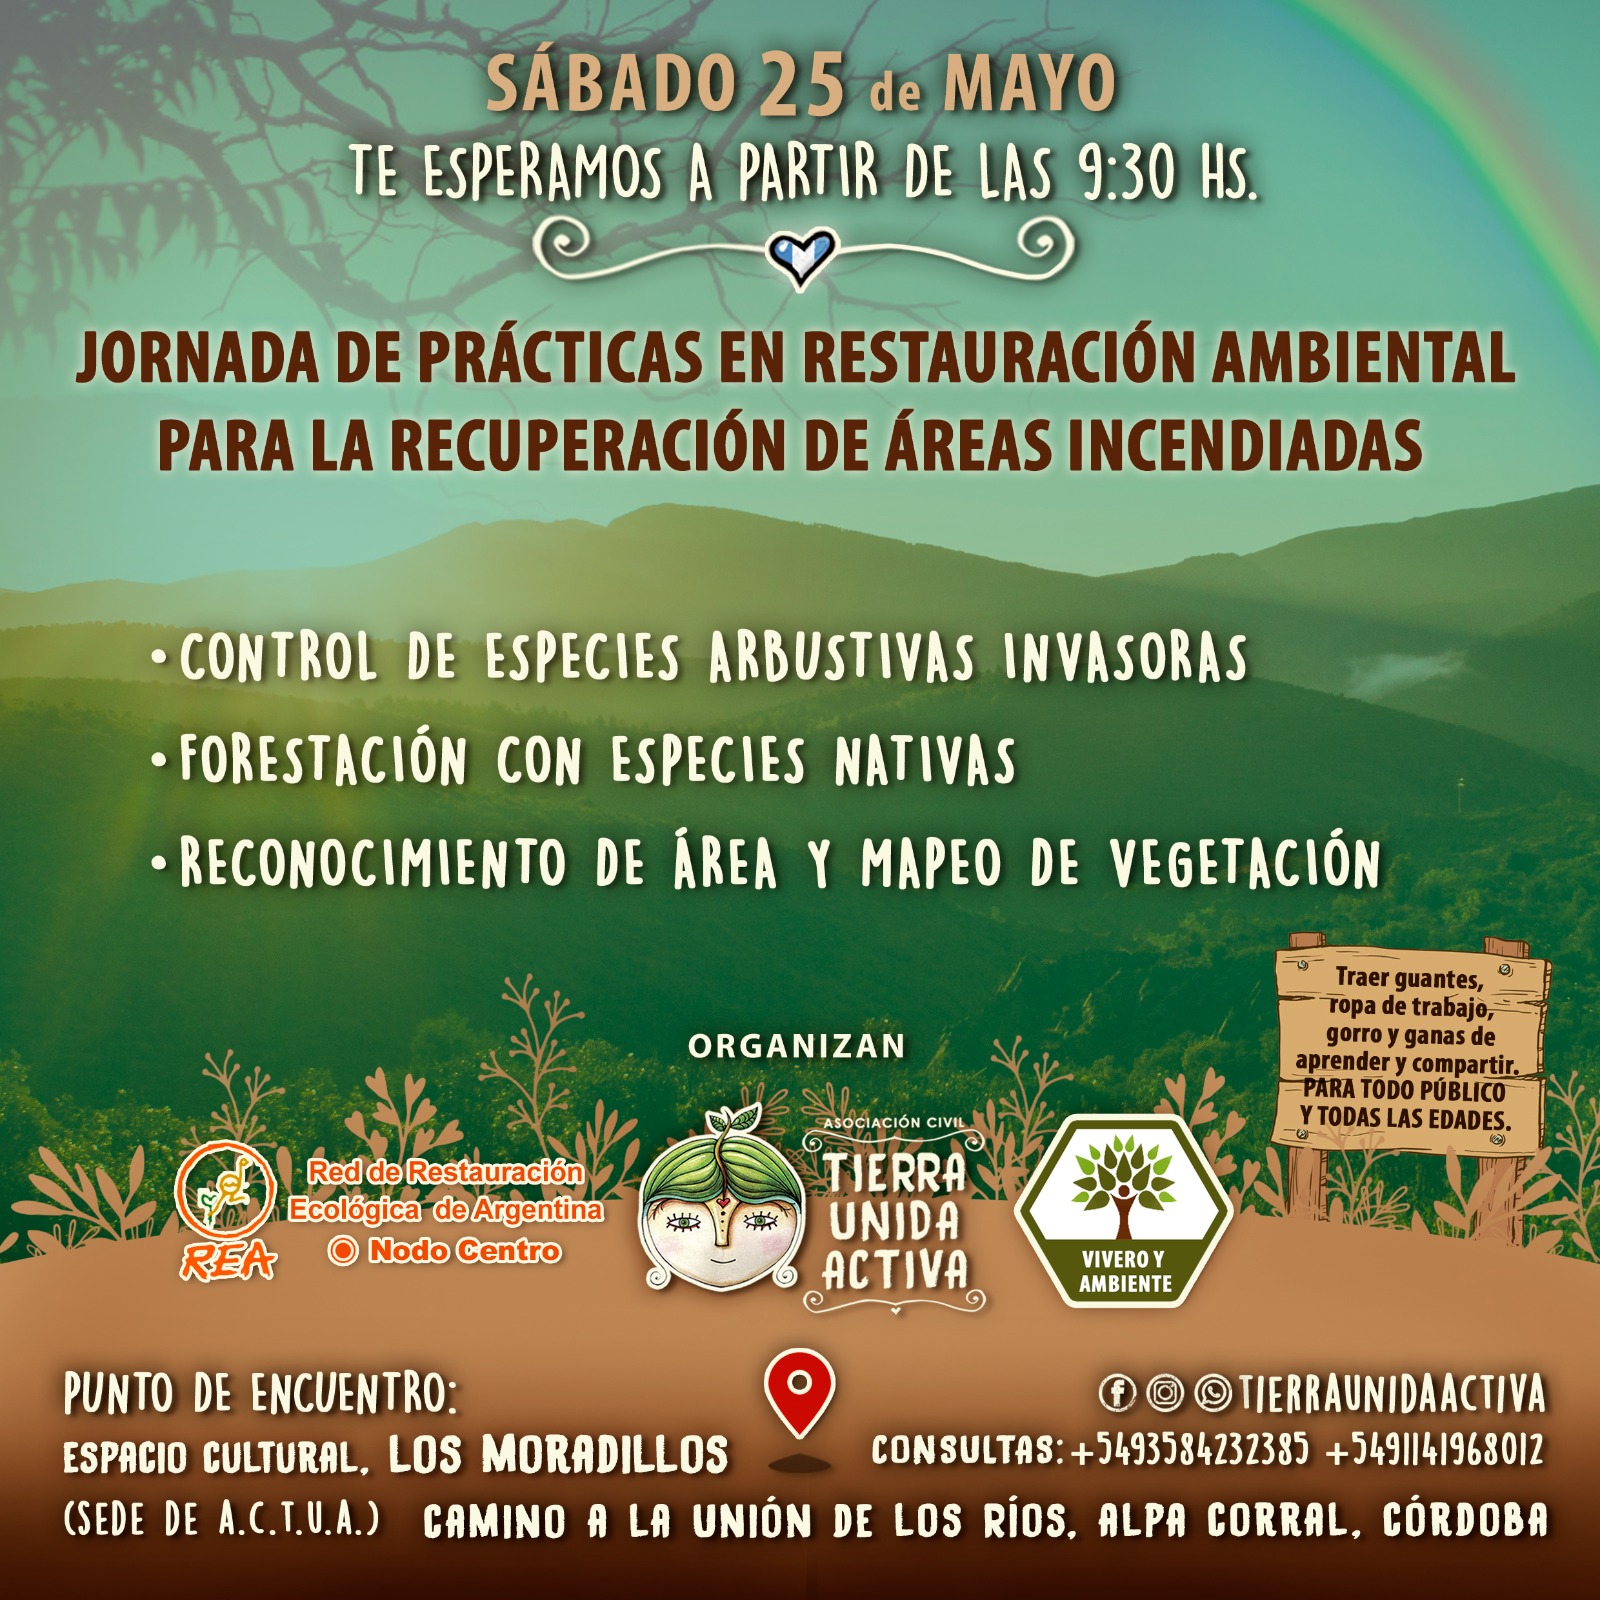 SÁBADO 25 de MAYO
TE ESPERAMOS A PARTIR DE LAS 9:30 HS.
JORNADA DE PRÁCTICAS EN RESTAURACIÓN AMBIENTAL
PARA LA RECUPERACIÓN DE ÁREAS INCENDIADAS
• CONTROL DE ESPECIES ARBUSTIVAS INVASORAS
• FORESTACIÓN CON ESPECIES NATIVAS
• RECONOCIMIENTO DE ÁREA Y MAPEO DE VEGETACIÓN
Traer guantes,
ropa de trabajo,
gorro y ganas de
aprender y compartir.
PARA TODO PÚBLICO
Y TODAS LAS EDADES.
ORGANIZAN
REA
Red de Restauración
Ecológica de Argentina
Nodo Centro
ASOCIACIÓN CIVIL
TIERRA
UNIDA
ACTIVA
VIVERO Y
AMBIENTE
PUNTO DE ENCUENTRO:
ESPACIO CULTURAL, LOS MORADILLOS
(SEDE DE A.C.T.U.A.) CAMINO A LA UNIÓN DE LOS RÍOS, ALPA CORRAL, CÓRDOBA
TIERRAUNIDAACTIVA
CONSULTAS: +5493584232385 +5491141968012